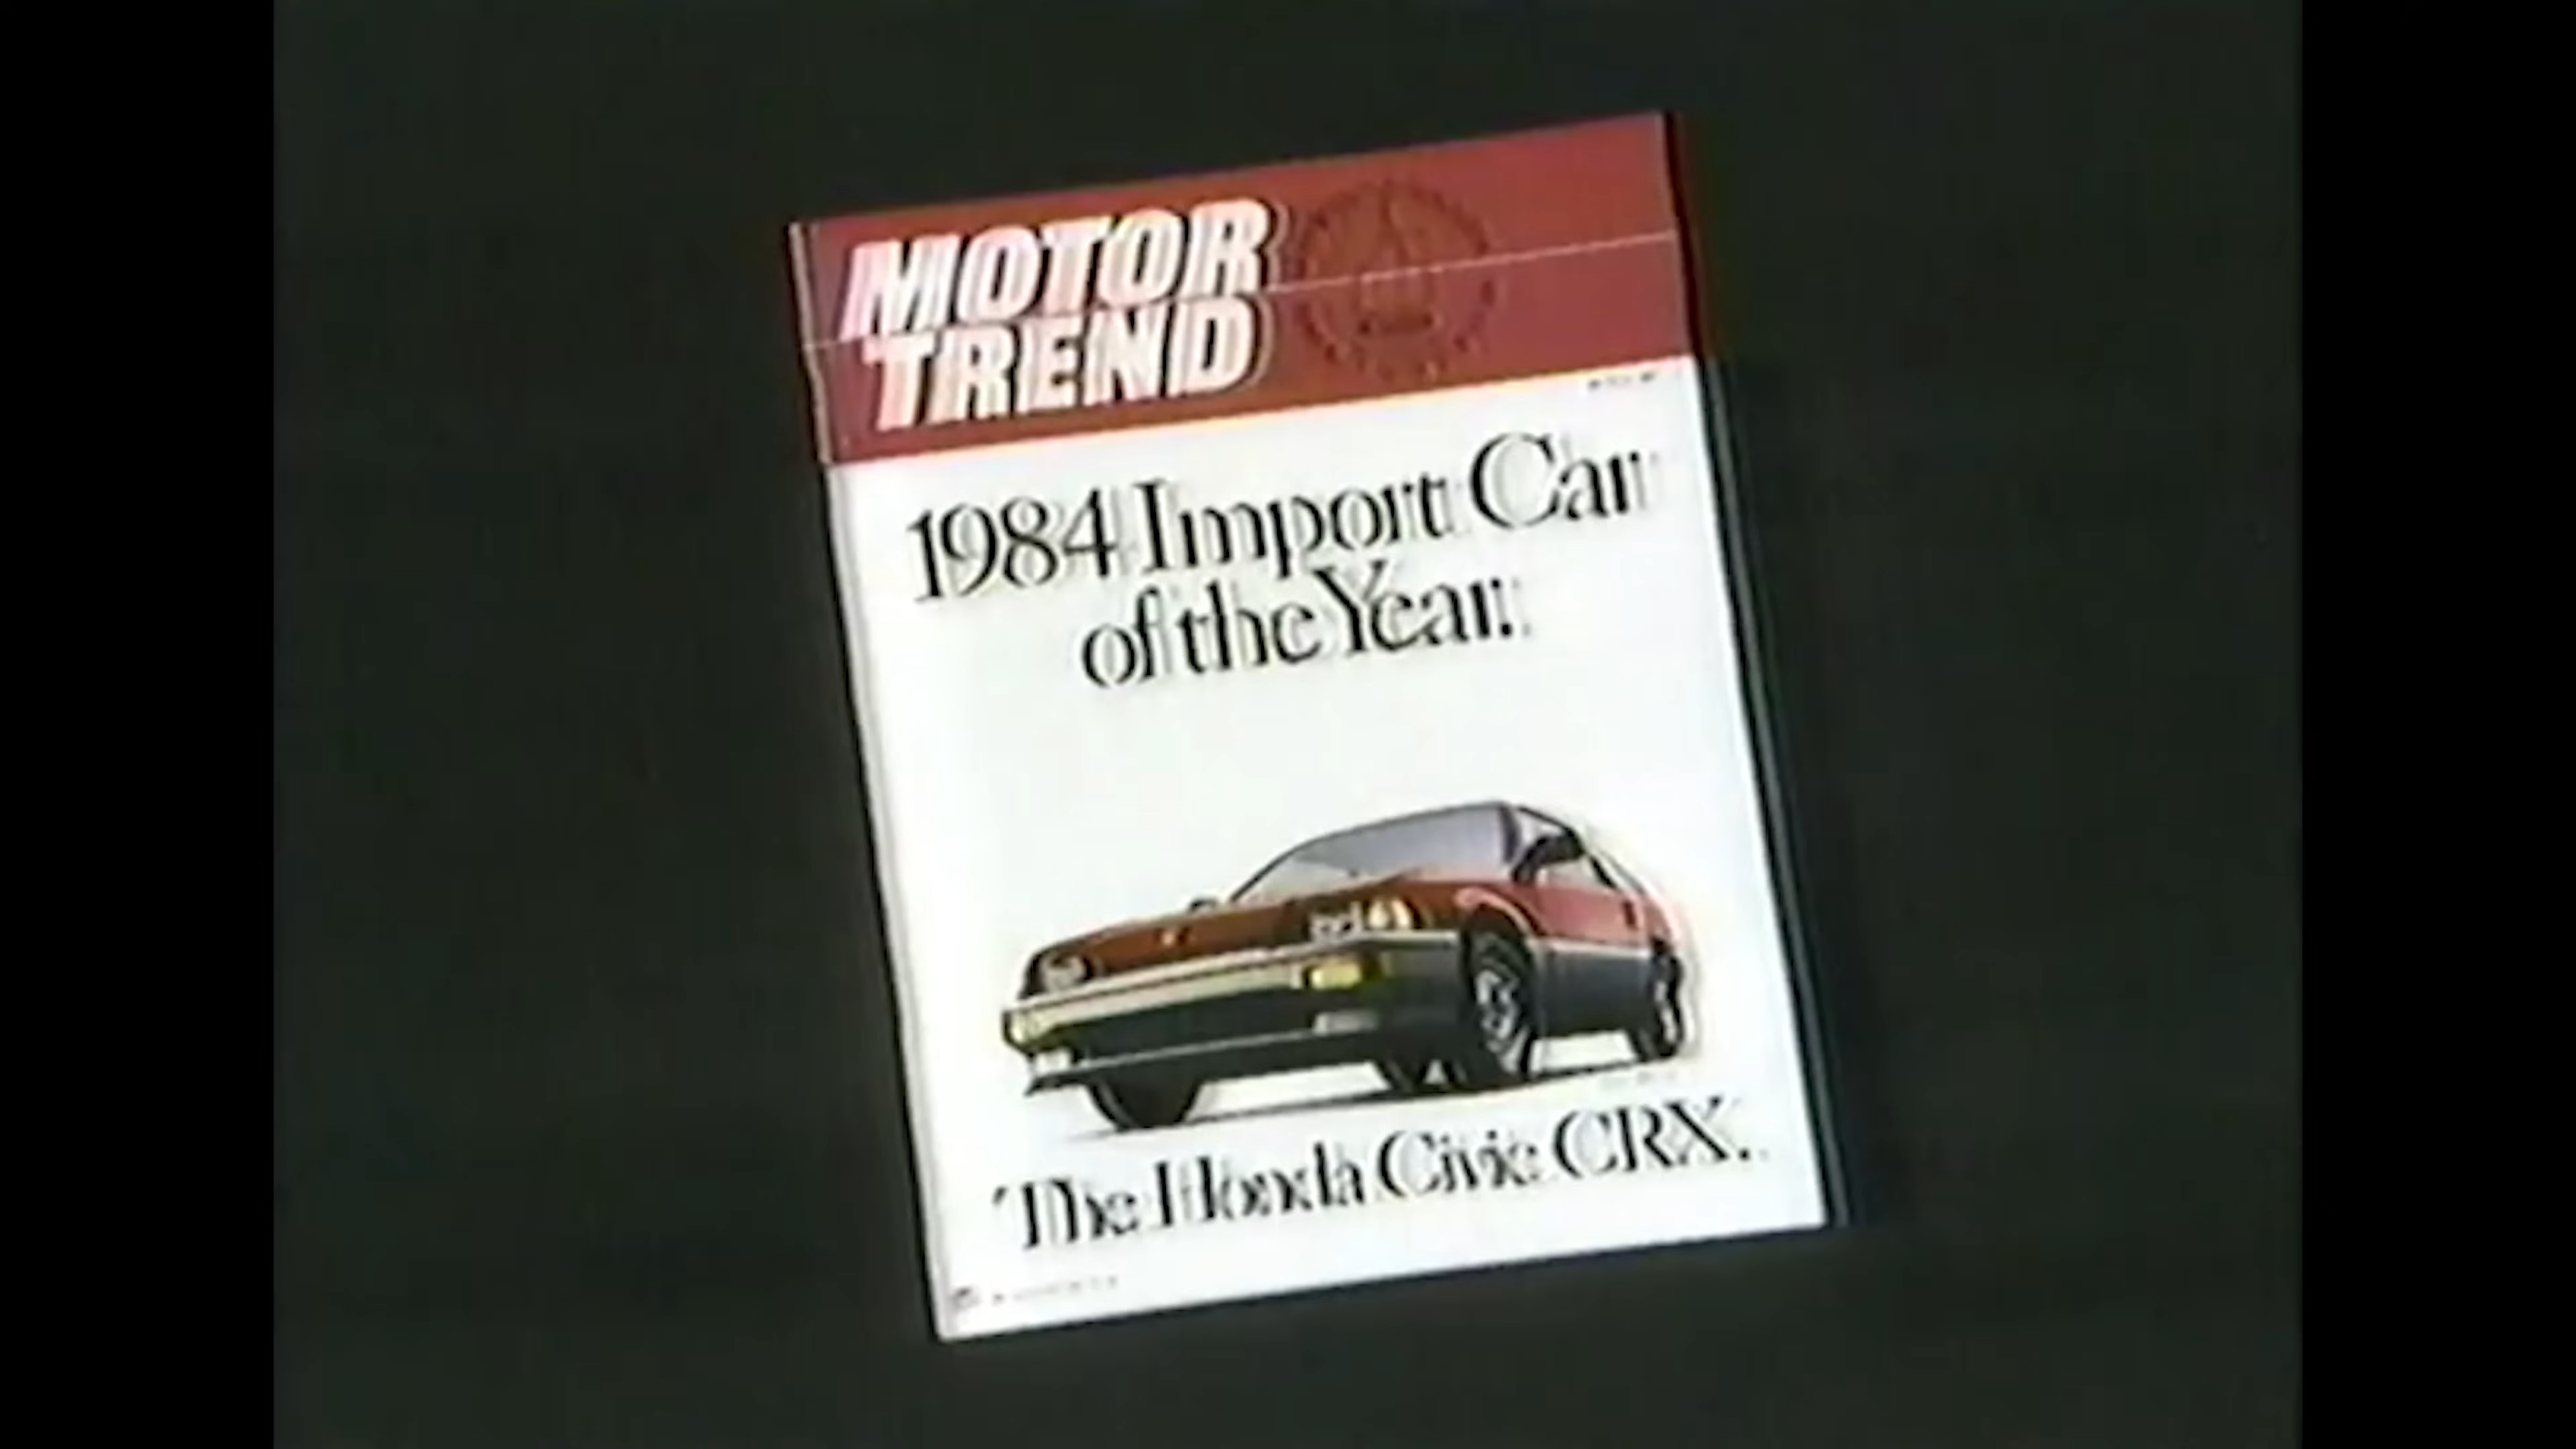 MOTOR
TREND
1984 Import Car
of the Year.
The Honda Civic CRX.